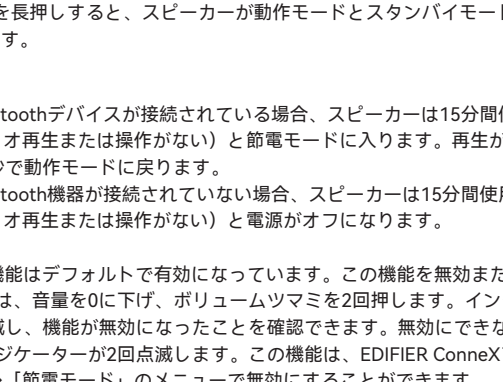 を長押しすると、スピーカーが動作モードとスタンバイモー
す。
toothデバイスが接続されている場合、スピーカーは15分間
オ再生または操作がない）と節電モードに入ります。再生が
で動作モードに戻ります。
tooth機器が接続されていない場合、スピーカーは15分間使
オ再生または操作がない）と電源がオフになります。
機能はデフォルトで有効になっています。この機能を無効また
は、音量を0に下げ、ボリュームツマミを2回押します。イン
滅し、機能が無効になったことを確認できます。無効にできな
ジケーターが2回点滅します。この機能は、EDIFIER ConneX
「節電モード」のメニューで無効にすることができます。